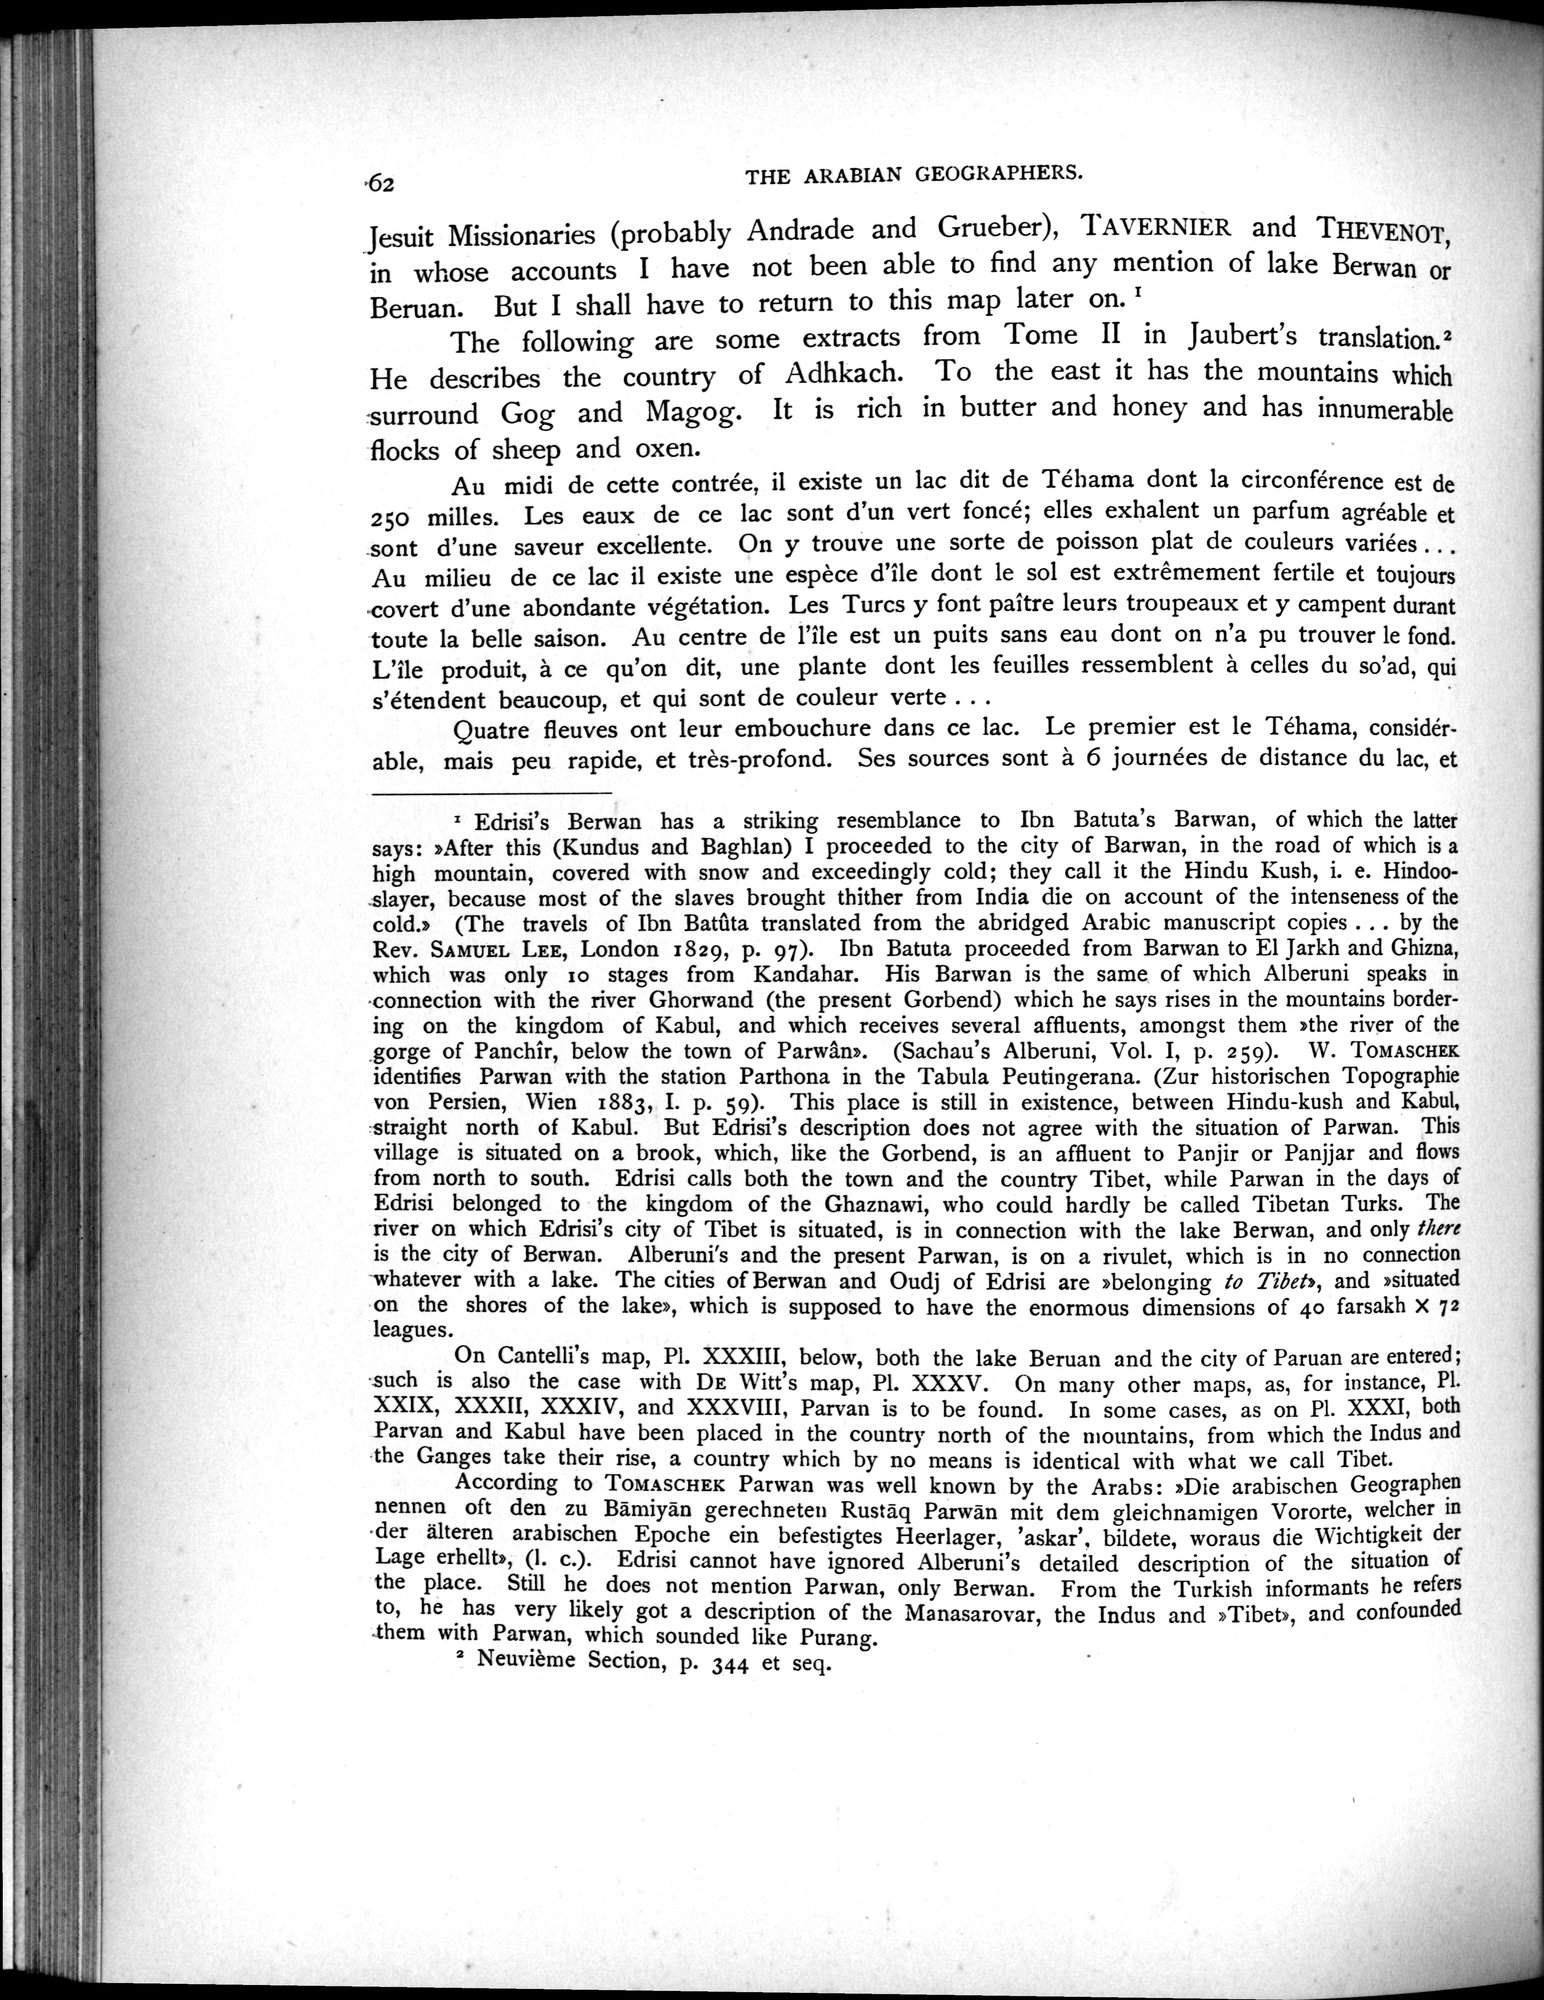 62
THE ARABIAN GEOGRAPHERS.
Jesuit Missionaries (probably Andrade and Grueber), TAVERNIER and THEVENOT,
in whose accounts I have not been able to find any mention of lake Berwan or
Beruan. But I shall have to return to this map later on. ¹
The following are some extracts from Tome II in Jaubert's translation.²
He describes the country of Adhkach. To the east it has the mountains which
surround Gog and Magog. It is rich in butter and honey and has innumerable
flocks of sheep and oxen.
Au midi de cette contrée, il existe un lac dit de Téhama dont la circonférence est de
250 milles. Les eaux de ce lac sont d'un vert foncé; elles exhalent un parfum agréable et
sont d'une saveur excellente. On y trouve une sorte de poisson plat de couleurs variées . . .
Au milieu de ce lac il existe une espèce d'île dont le sol est extrêmement fertile et toujours
covert d'une abondante végétation. Les Turcs y font paître leurs troupeaux et y campent durant
toute la belle saison. Au centre de l'île est un puits sans eau dont on n'a pu trouver le fond.
L'île produit, à ce qu'on dit, une plante dont les feuilles ressemblent à celles du so'ad, qui
s'étendent beaucoup, et qui sont de couleur verte . . .
Quatre fleuves ont leur embouchure dans ce lac. Le premier est le Téhama, considér-
able, mais peu rapide, et très-profond. Ses sources sont à 6 journées de distance du lac, et
¹ Edrisi's Berwan has a striking resemblance to Ibn Batuta's Barwan, of which the latter
says: »After this (Kundus and Baghlan) I proceeded to the city of Barwan, in the road of which is a
high mountain, covered with snow and exceedingly cold; they call it the Hindu Kush, i. e. Hindoo-
slayer, because most of the slaves brought thither from India die on account of the intenseness of the
cold.» (The travels of Ibn Batûta translated from the abridged Arabic manuscript copies . . . by the
Rev. SAMUEL LEE, London 1829, p. 97). Ibn Batuta proceeded from Barwan to El Jarkh and Ghizna,
which was only 10 stages from Kandahar. His Barwan is the same of which Alberuni speaks in
connection with the river Ghorwand (the present Gorbend) which he says rises in the mountains border-
ing on the kingdom of Kabul, and which receives several affluents, amongst them »the river of the
gorge of Panchîr, below the town of Parwân». (Sachau's Alberuni, Vol. I, p. 259). W. TOMASCHEK
identifies Parwan with the station Parthona in the Tabula Peutingerana. (Zur historischen Topographie
von Persien, Wien 1883, I. p. 59). This place is still in existence, between Hindu-kush and Kabul,
straight north of Kabul. But Edrisi's description does not agree with the situation of Parwan. This
village is situated on a brook, which, like the Gorbend, is an affluent to Panjir or Panjjar and flows
from north to south. Edrisi calls both the town and the country Tibet, while Parwan in the days of
Edrisi belonged to the kingdom of the Ghaznawi, who could hardly be called Tibetan Turks. The
river on which Edrisi's city of Tibet is situated, is in connection with the lake Berwan, and only there
is the city of Berwan. Alberuni's and the present Parwan, is on a rivulet, which is in no connection
whatever with a lake. The cities of Berwan and Oudj of Edrisi are »belonging to Tibet», and »situated
on the shores of the lake», which is supposed to have the enormous dimensions of 40 farsakh × 72
leagues.
On Cantelli's map, Pl. XXXIII, below, both the lake Beruan and the city of Paruan are entered;
such is also the case with DE WITT's map, Pl. XXXV. On many other maps, as, for instance, Pl.
XXIX, XXXII, XXXIV, and XXXVIII, Parvan is to be found. In some cases, as on Pl. XXXI, both
Parvan and Kabul have been placed in the country north of the mountains, from which the Indus and
the Ganges take their rise, a country which by no means is identical with what we call Tibet.
According to TOMASCHEK Parwan was well known by the Arabs: »Die arabischen Geographen
nennen oft den zu Bāmiyān gerechneten Rustāq Parwān mit dem gleichnamigen Vororte, welcher in
der älteren arabischen Epoche ein befestigtes Heerlager, 'askar', bildete, woraus die Wichtigkeit der
Lage erhellt», (l. c.). Edrisi cannot have ignored Alberuni's detailed description of the situation of
the place. Still he does not mention Parwan, only Berwan. From the Turkish informants he refers
to, he has very likely got a description of the Manasarovar, the Indus and »Tibet», and confounded
them with Parwan, which sounded like Purang.
² Neuvième Section, p. 344 et seq.